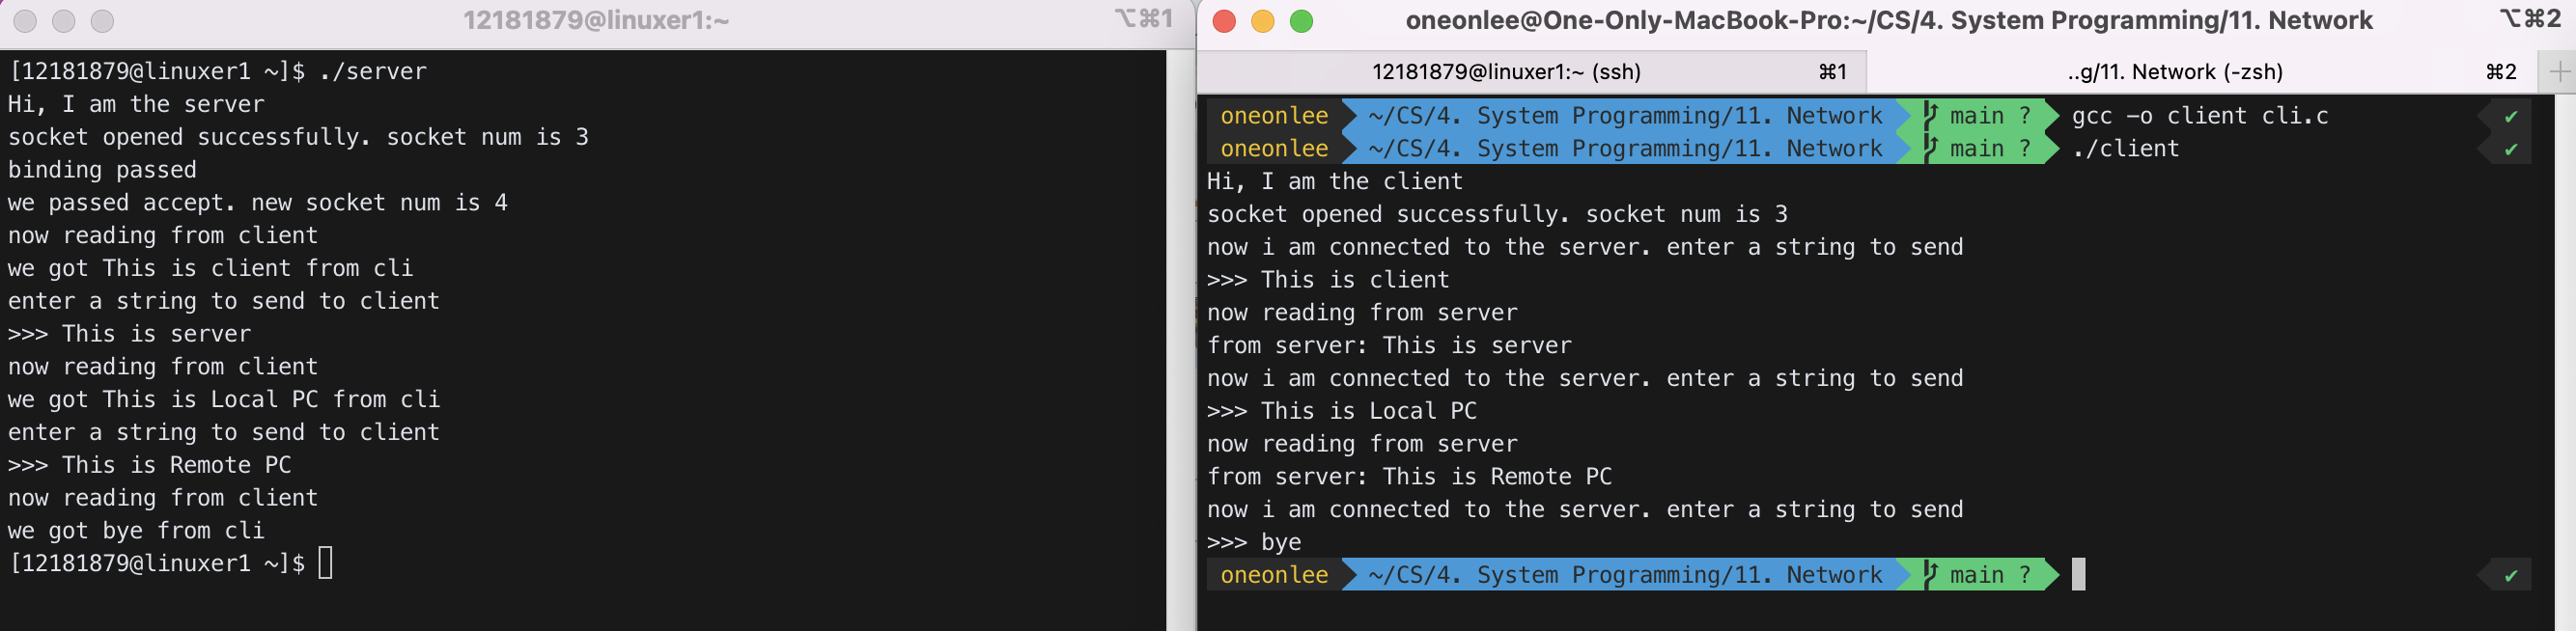 12181879@linuxer1:~ ⌥⌘1
[12181879@linuxer1 ~]$ ./server
Hi, I am the server
socket opened successfully. socket num is 3
binding passed
we passed accept. new socket num is 4
now reading from client
we got This is client from cli
enter a string to send to client
>>> This is server
now reading from client
we got This is Local PC from cli
enter a string to send to client
>>> This is Remote PC
now reading from client
we got bye from cli
[12181879@linuxer1 ~]$
oneonlee@One-Only-MacBook-Pro:~/CS/4. System Programming/11. Network ⌥⌘2
12181879@linuxer1:~ (ssh) ⌘1 ..g/11. Network (-zsh) ⌘2 +
oneonlee ~/CS/4. System Programming/11. Network main ? gcc -o client cli.c ✔
oneonlee ~/CS/4. System Programming/11. Network main ? ./client ✔
Hi, I am the client
socket opened successfully. socket num is 3
now i am connected to the server. enter a string to send
>>> This is client
now reading from server
from server: This is server
now i am connected to the server. enter a string to send
>>> This is Local PC
now reading from server
from server: This is Remote PC
now i am connected to the server. enter a string to send
>>> bye
oneonlee ~/CS/4. System Programming/11. Network main ? ✔